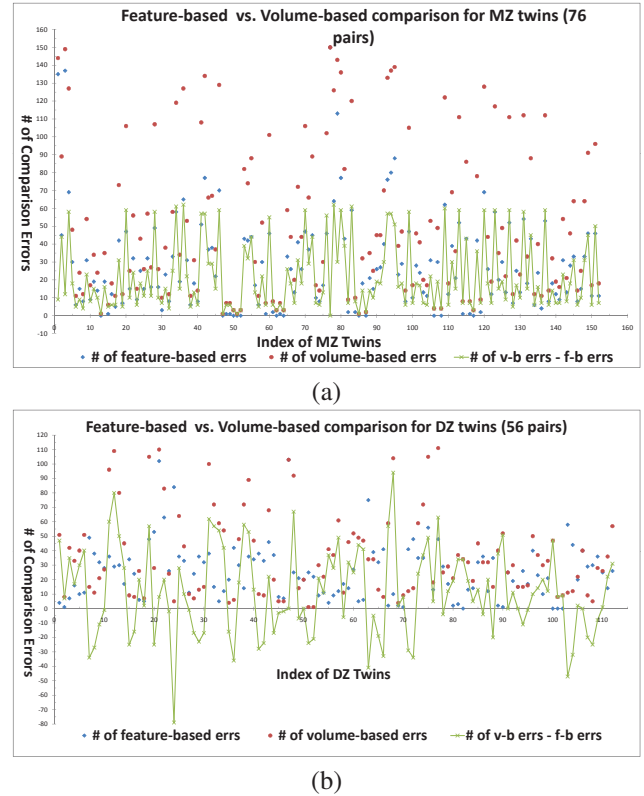 Feature-based vs. Volume-based comparison for MZ twins (76
pairs)
160
150
140
130
120
110
100
90
80
70
60
50
40
30
20
10
0
# of Comparison Errors
0 10 20 30 40 50 60 70 80 90 100 110 120 130 140 150 160
Index of MZ Twins
# of feature-based errs # of volume-based errs # of v-b errs - f-b errs
(a)
Feature-based vs. Volume-based comparison for DZ twins (56 pairs)
120
110
100
90
80
70
60
50
40
30
20
10
0
-10
-20
-30
-40
-50
-60
-70
-80
# of Comparison Errors
0 10 20 30 40 50 60 70 80 90 100 110
Index of DZ Twins
# of feature-based errs # of volume-based errs # of v-b errs - f-b errs
(b)